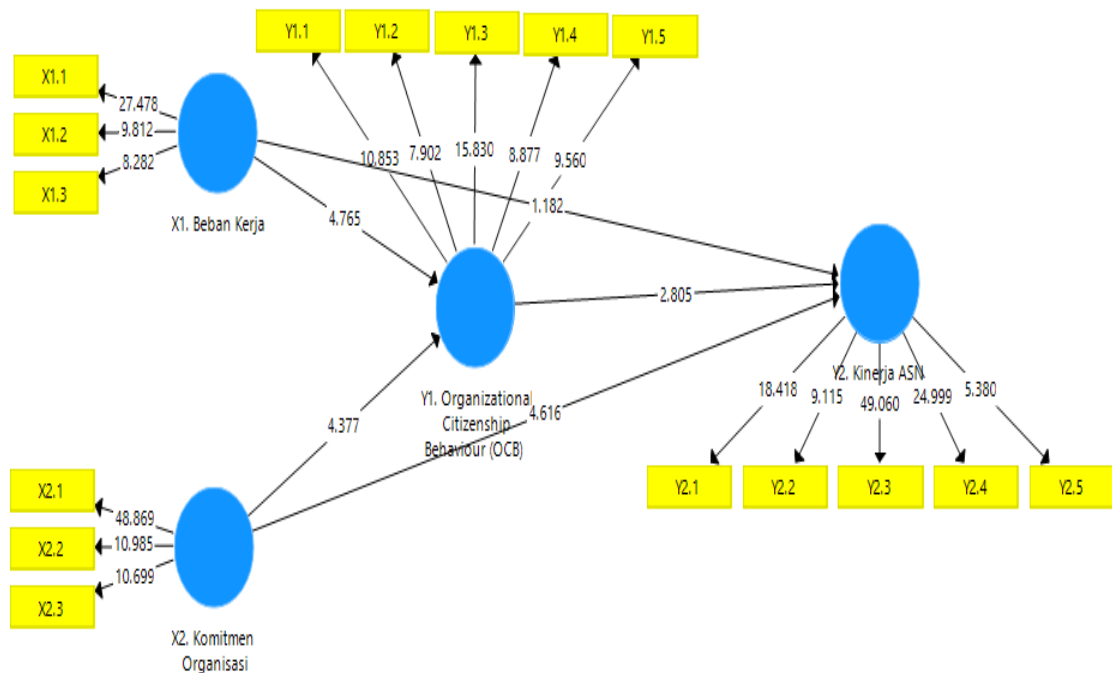 Y1.1
Y1.2
Y1.3
Y1.4
Y1.5
X1.1
X1.2
X1.3
27.478
9.812
8.282
X1. Beban Kerja
10.853
7.902
15.830
8.877
9.560
1.182
4.765
2.805
Y1. Organizational
Citizenship
Behaviour (OCB)
Y2. Kinerja ASN
18.418
9.115
49.060
24.999
5.380
4.377
4.616
Y2.1
Y2.2
Y2.3
Y2.4
Y2.5
X2.1
X2.2
X2.3
48.869
10.985
10.699
X2. Komitmen
Organisasi